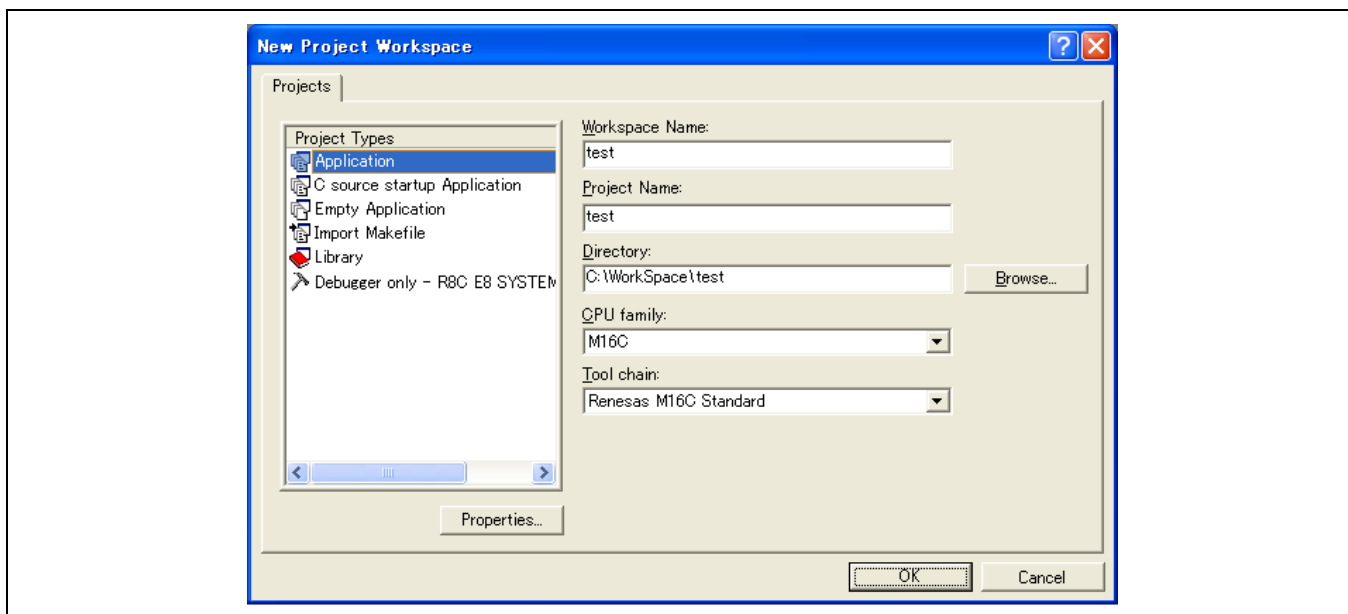 New Project Workspace
Projects
Project Types
Application
C source startup Application
Empty Application
Import Makefile
Library
Debugger only - R8C E8 SYSTEM
Properties...
Workspace Name:
test
Project Name:
test
Directory:
C:\WorkSpace\test
Browse...
CPU family:
M16C
Tool chain:
Renesas M16C Standard
OK
Cancel